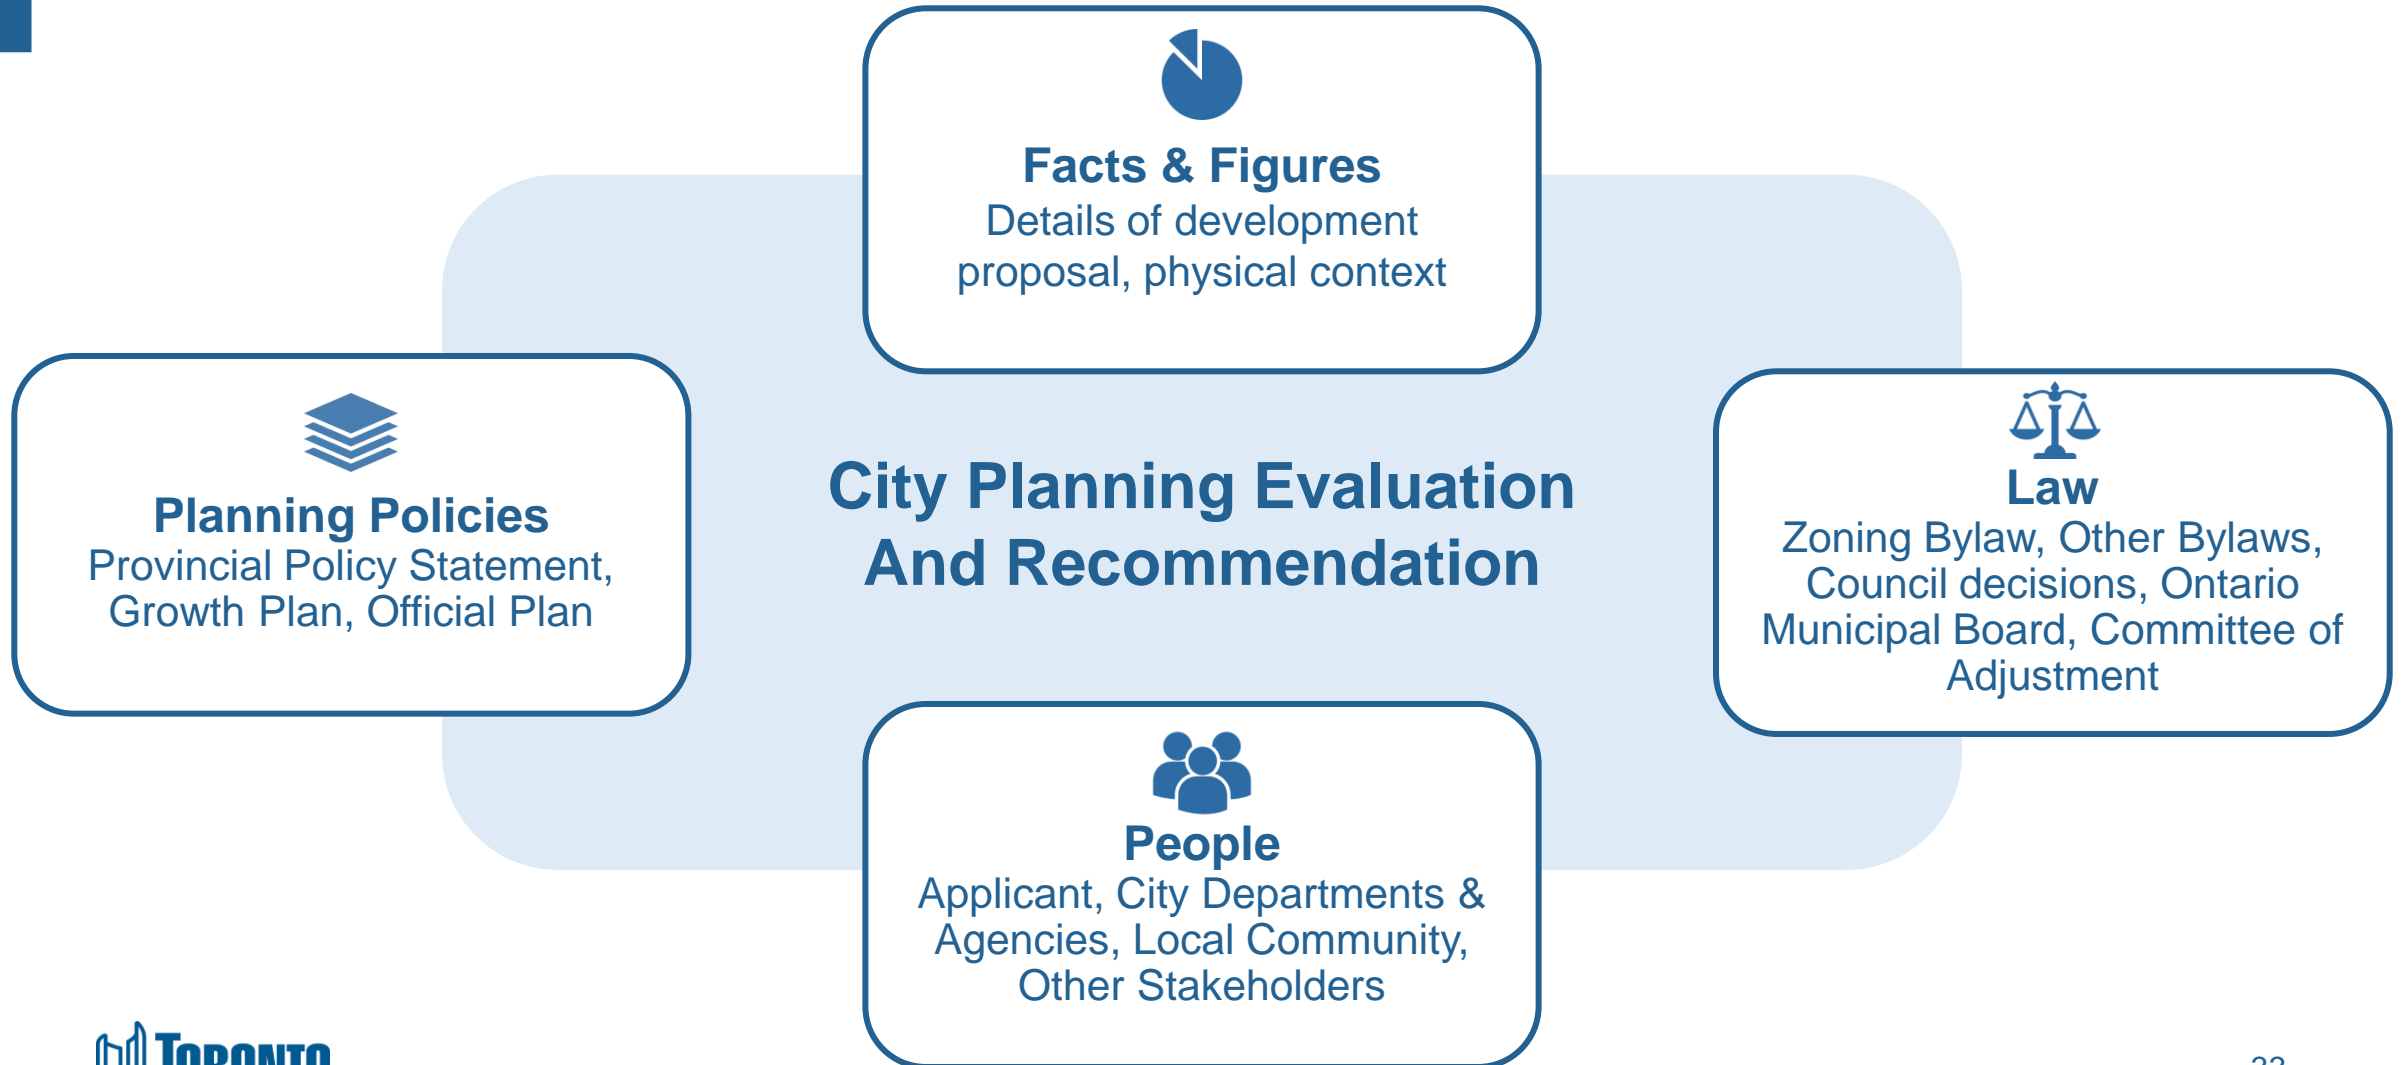 Facts & Figures
Details of development
proposal, physical context
Planning Policies
Provincial Policy Statement,
Growth Plan, Official Plan
City Planning Evaluation
And Recommendation
Law
Zoning Bylaw, Other Bylaws,
Council decisions, Ontario
Municipal Board, Committee of
Adjustment
People
Applicant, City Departments &
Agencies, Local Community,
Other Stakeholders
TORONTO